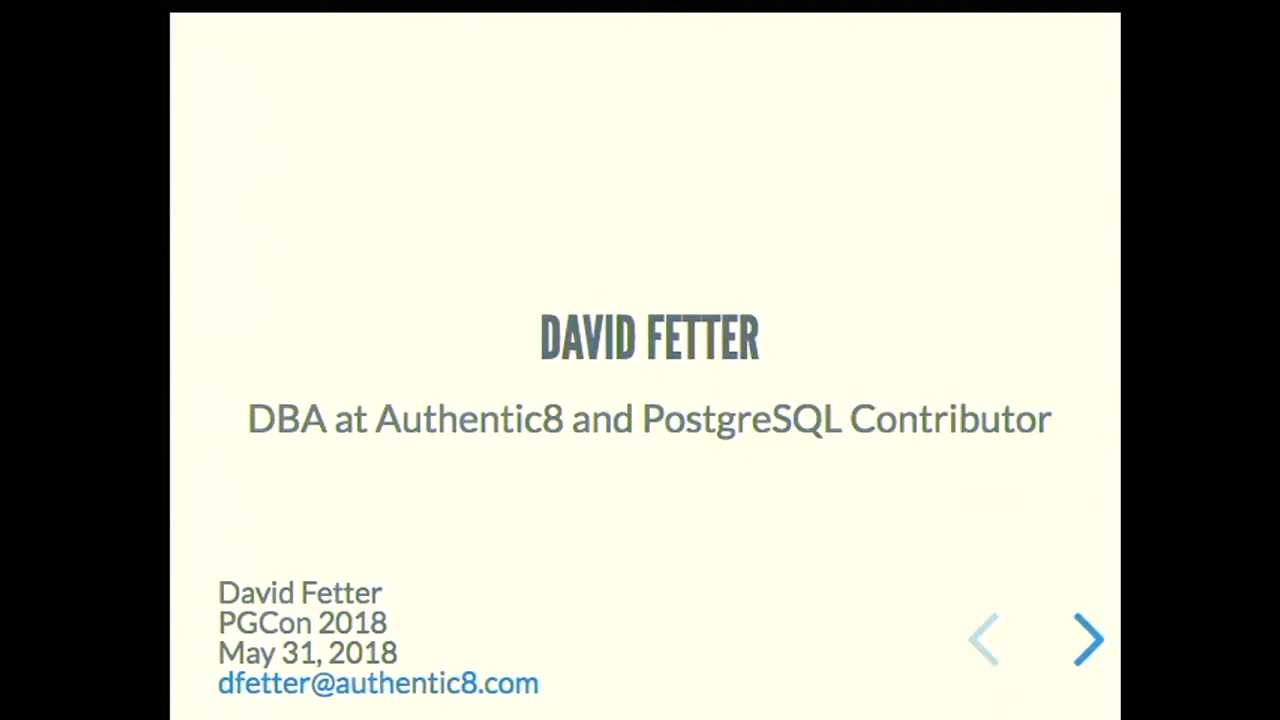 DAVID FETTER
DBA at Authentic8 and PostgreSQL Contributor
David Fetter
PGCon 2018
May 31, 2018
dfetter@authentic8.com